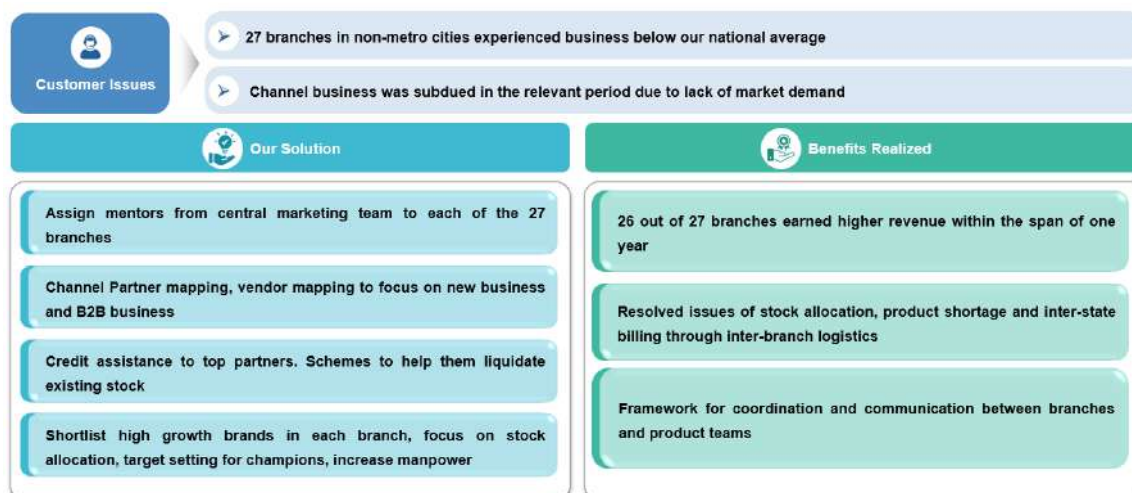 27 branches in non-metro cities experienced business below our national average
Customer Issues
Channel business was subdued in the relevant period due to lack of market demand
Our Solution
Assign mentors from central marketing team to each of the 27
branches
Channel Partner mapping, vendor mapping to focus on new business
and B2B business
Credit assistance to top partners. Schemes to help them liquidate
existing stock
Shortlist high growth brands in each branch, focus on stock
allocation, target setting for champions, increase manpower
Benefits Realized
26 out of 27 branches earned higher revenue within the span of one
year
Resolved issues of stock allocation, product shortage and inter-state
billing through inter-branch logistics
Framework for coordination and communication between branches
and product teams